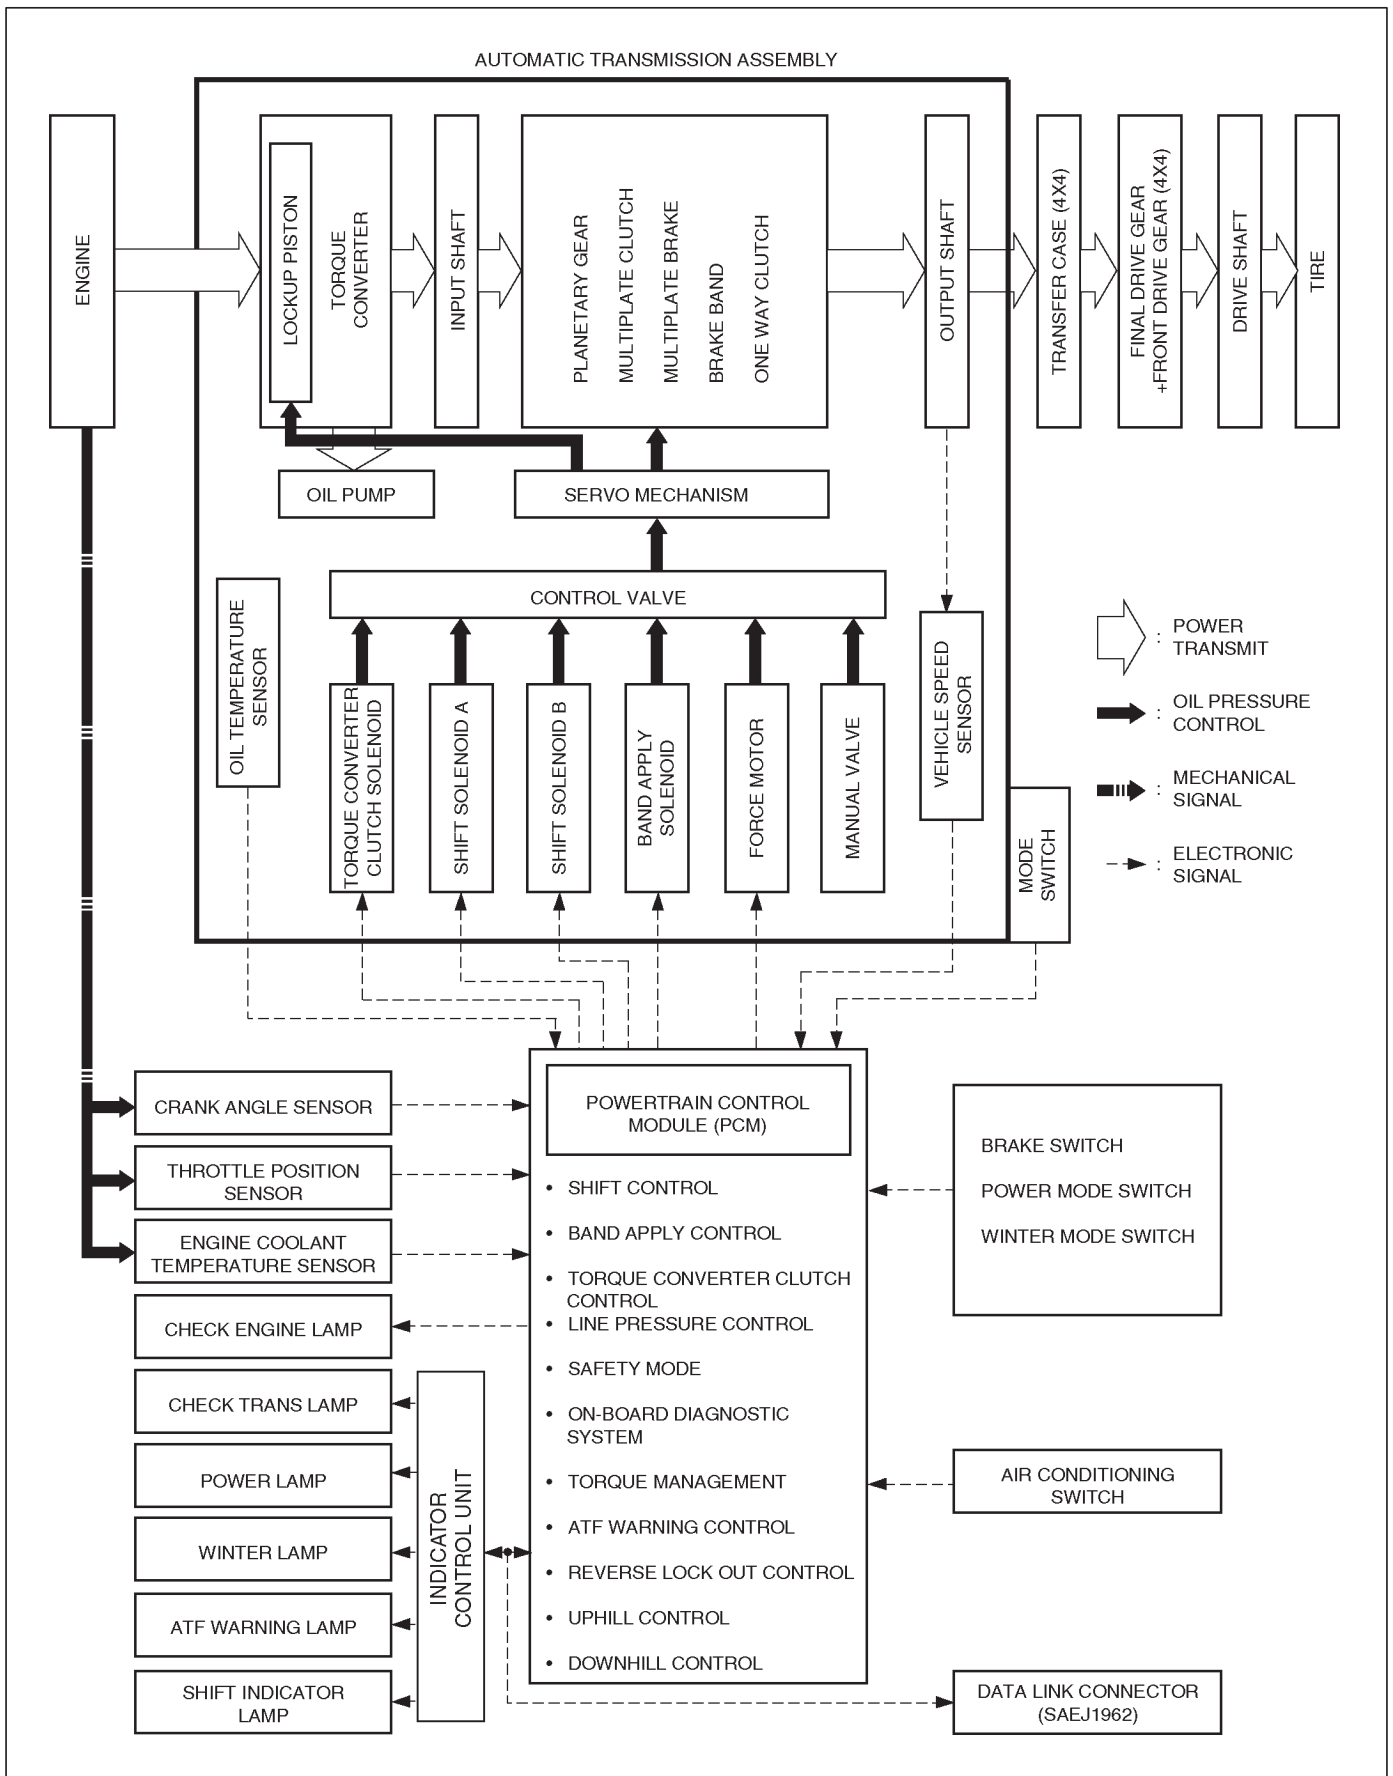 AUTOMATIC TRANSMISSION ASSEMBLY
ENGINE
LOCKUP PISTON
TORQUE
CONVERTER
INPUT SHAFT
PLANETARY GEAR
MULTIPLATE CLUTCH
MULTIPLATE BRAKE
BRAKE BAND
ONE WAY CLUTCH
OUTPUT SHAFT
TRANSFER CASE (4X4)
FINAL DRIVE GEAR
+FRONT DRIVE GEAR (4X4)
DRIVE SHAFT
TIRE
OIL PUMP
SERVO MECHANISM
CONTROL VALVE
OIL TEMPERATURE
SENSOR
TORQUE CONVERTER
CLUTCH SOLENOID
SHIFT SOLENOID A
SHIFT SOLENOID B
BAND APPLY
SOLENOID
FORCE MOTOR
MANUAL VALVE
VEHICLE SPEED
SENSOR
MODE
SWITCH
: POWER
TRANSMIT
: OIL PRESSURE
CONTROL
: MECHANICAL
SIGNAL
: ELECTRONIC
SIGNAL
CRANK ANGLE SENSOR
THROTTLE POSITION
SENSOR
ENGINE COOLANT
TEMPERATURE SENSOR
CHECK ENGINE LAMP
CHECK TRANS LAMP
POWER LAMP
WINTER LAMP
ATF WARNING LAMP
SHIFT INDICATOR
LAMP
INDICATOR
CONTROL UNIT
POWERTRAIN CONTROL
MODULE (PCM)
• SHIFT CONTROL
• BAND APPLY CONTROL
• TORQUE CONVERTER CLUTCH
CONTROL
• LINE PRESSURE CONTROL
• SAFETY MODE
• ON-BOARD DIAGNOSTIC
SYSTEM
• TORQUE MANAGEMENT
• ATF WARNING CONTROL
• REVERSE LOCK OUT CONTROL
• UPHILL CONTROL
• DOWNHILL CONTROL
BRAKE SWITCH
POWER MODE SWITCH
WINTER MODE SWITCH
AIR CONDITIONING
SWITCH
DATA LINK CONNECTOR
(SAEJ1962)